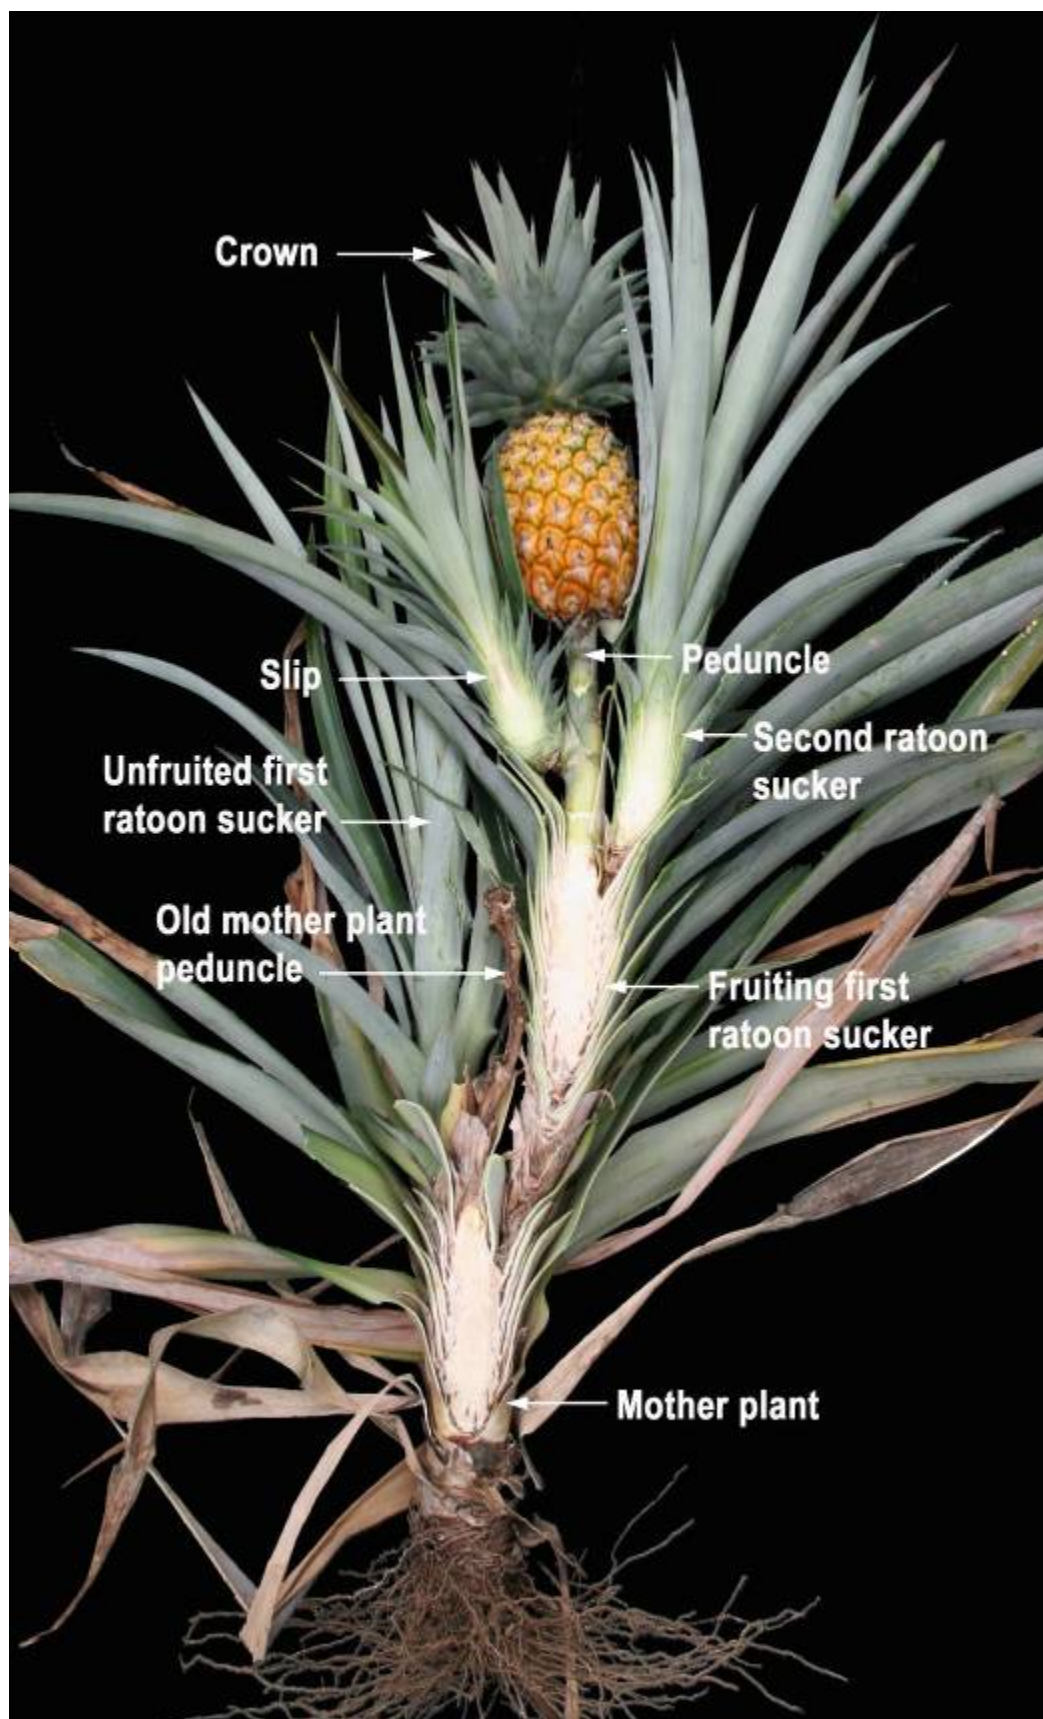 Crown
Peduncle
Slip
Second ratoon
sucker
Unfruited first
ratoon sucker
Old mother plant
peduncle
Fruiting first
ratoon sucker
Mother plant